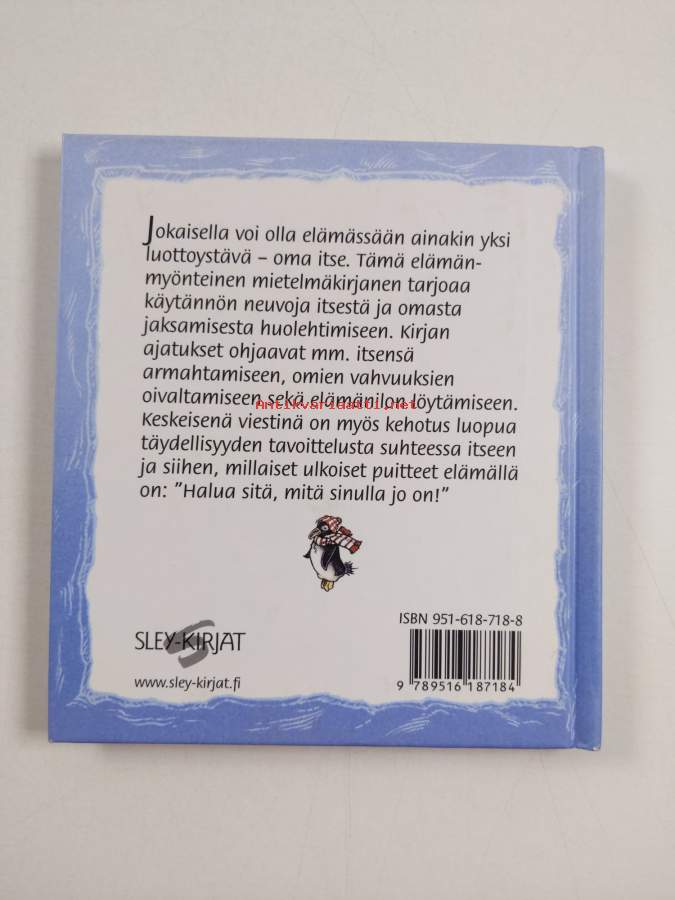 Jokaisella voi olla elämässään ainakin yksi
luottoystävä – oma itse. Tämä elämän-
myönteinen mietelmäkirjanen tarjoaa
käytännön neuvoja itsestä ja omasta
jaksamisesta huolehtimiseen. Kirjan
ajatukset ohjaavat mm. itsensä
armahtamiseen, omien vahvuuksien
oivaltamiseen sekä elämänilon löytämiseen.
Antikvariaatti.net
Keskeisenä viestinä on myös kehotus luopua
täydellisyyden tavoittelusta suhteessa itseen
ja siihen, millaiset ulkoiset puitteet elämällä
on: ”Halua sitä, mitä sinulla jo on!”
ISBN 951-618-718-8
SLEY-KIRJAT
www.sley-kirjat.fi
9 789516 187184